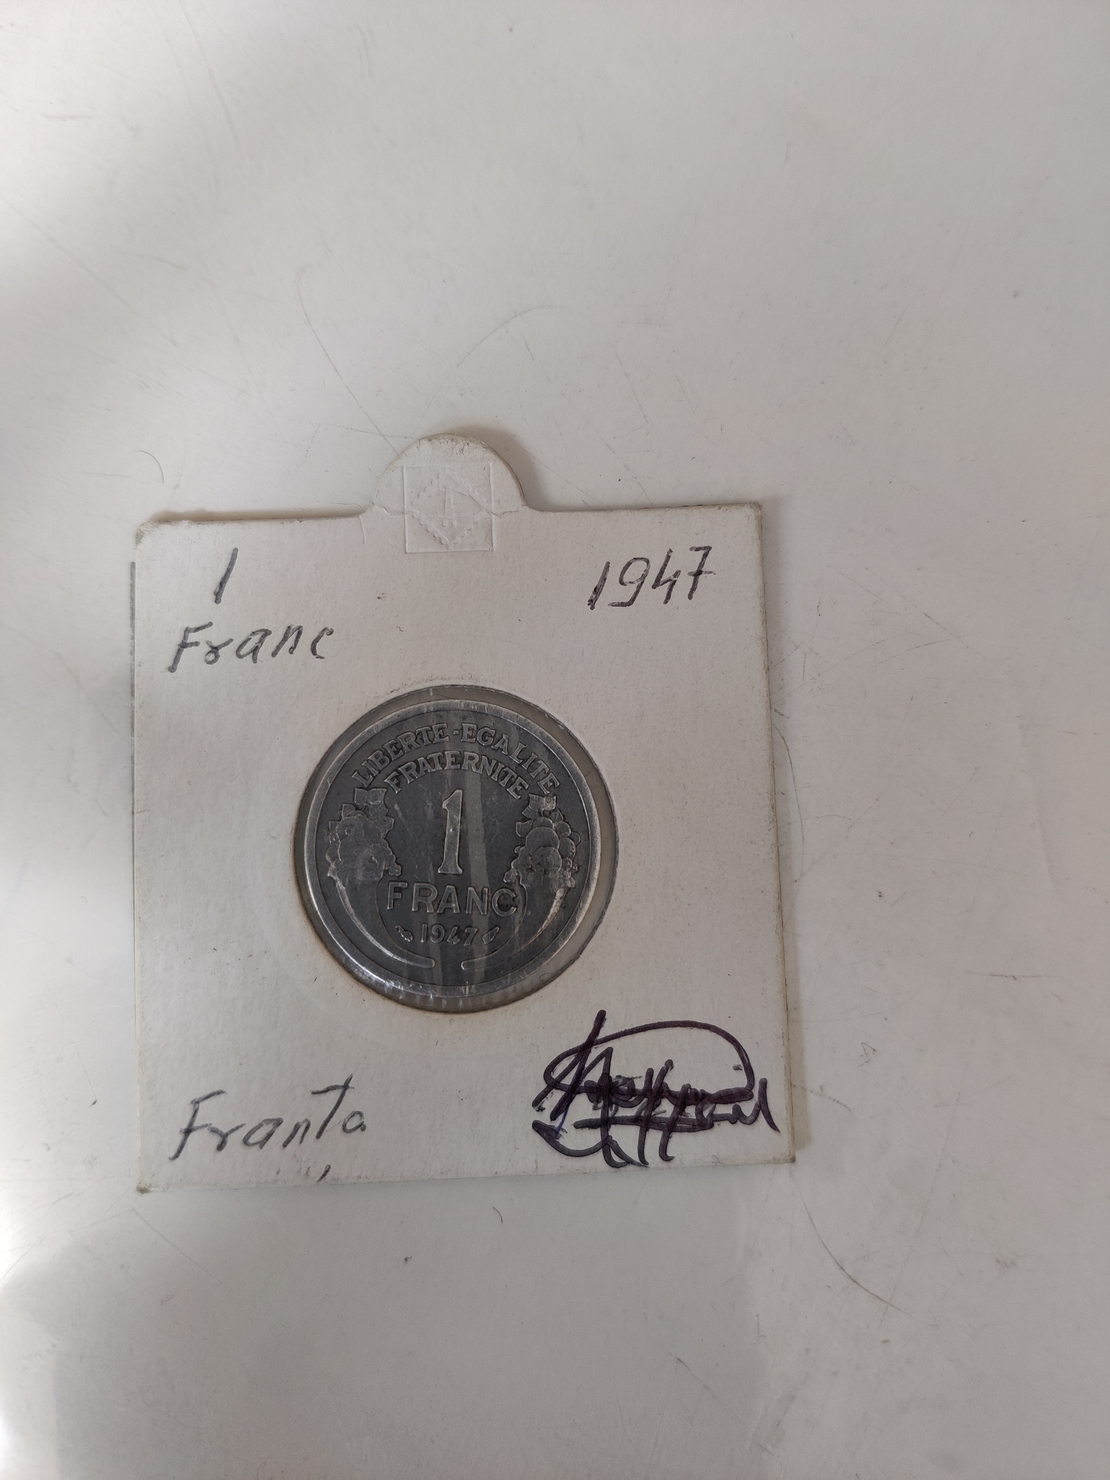 1 1947
Franc
LIBERTE-EGALITE
FRATERNITE
1
FRANC
1947
Franta